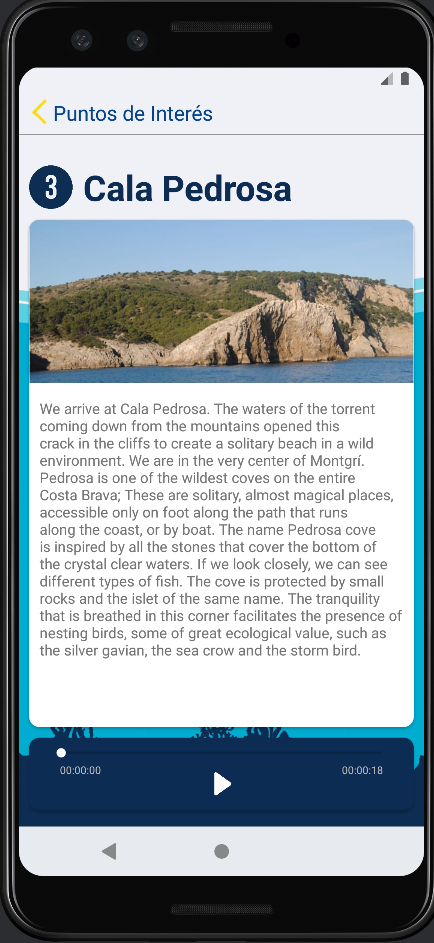 Puntos de Interés
3 Cala Pedrosa
We arrive at Cala Pedrosa. The waters of the torrent
coming down from the mountains opened this
crack in the cliffs to create a solitary beach in a wild
environment. We are in the very center of Montgrí.
Pedrosa is one of the wildest coves on the entire
Costa Brava; These are solitary, almost magical places,
accessible only on foot along the path that runs
along the coast, or by boat. The name Pedrosa cove
is inspired by all the stones that cover the bottom of
the crystal clear waters. If we look closely, we can see
different types of fish. The cove is protected by small
rocks and the islet of the same name. The tranquility
that is breathed in this corner facilitates the presence of
nesting birds, some of great ecological value, such as
the silver gavian, the sea crow and the storm bird.
00:00:00 00:00:18